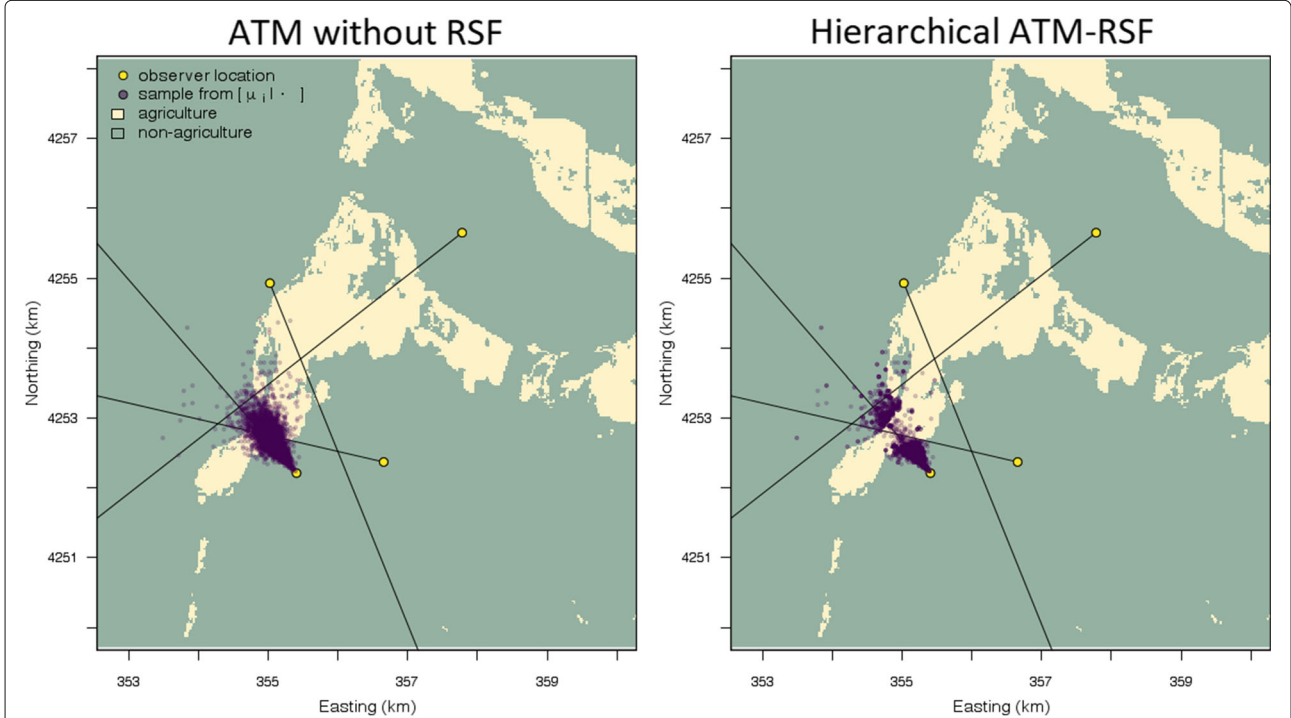 ATM without RSF
Hierarchical ATM-RSF
observer location
sample from [ μ i | · ]
agriculture
non-agriculture
4257
4255
4253
4251
Northing (km)
353
355
357
359
Easting (km)
4257
4255
4253
4251
Northing (km)
353
355
357
359
Easting (km)